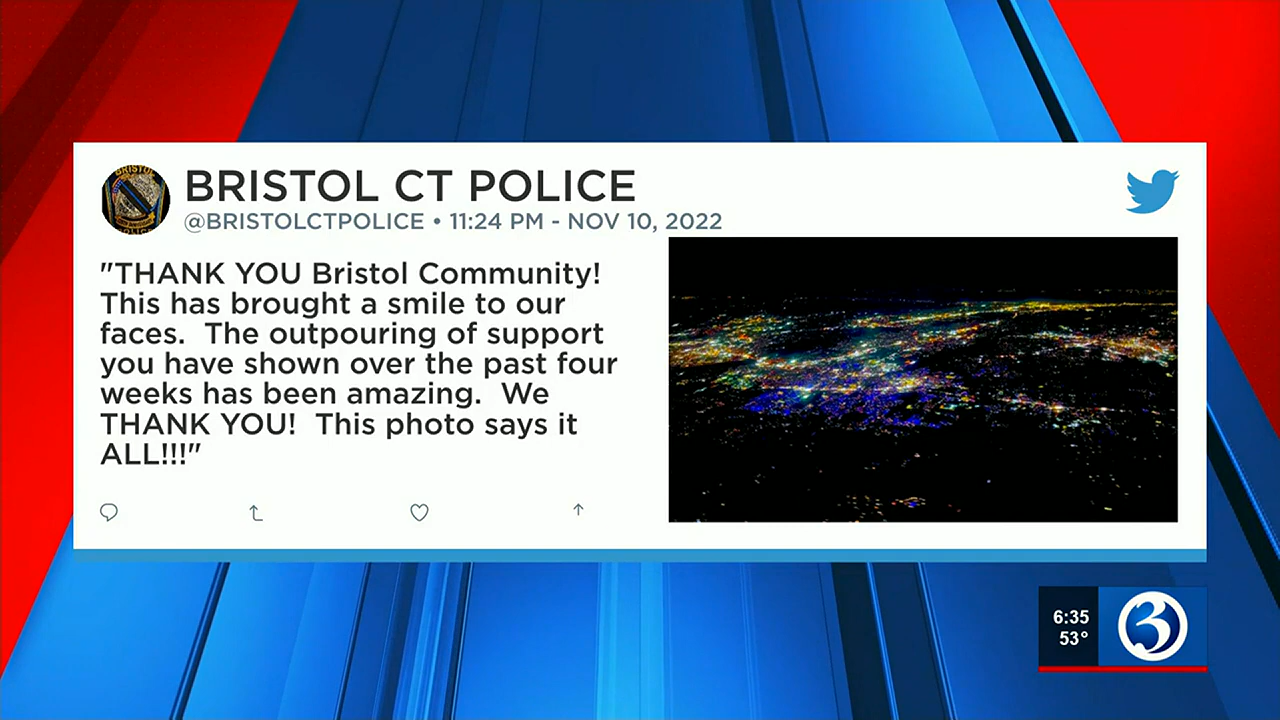 BRISTOL CT POLICE
@BRISTOLCTPOLICE • 11:24 PM - NOV 10, 2022
"THANK YOU Bristol Community!
This has brought a smile to our
faces.  The outpouring of support
you have shown over the past four
weeks has been amazing.  We
THANK YOU!  This photo says it
ALL!!!"
6:35
53°
3